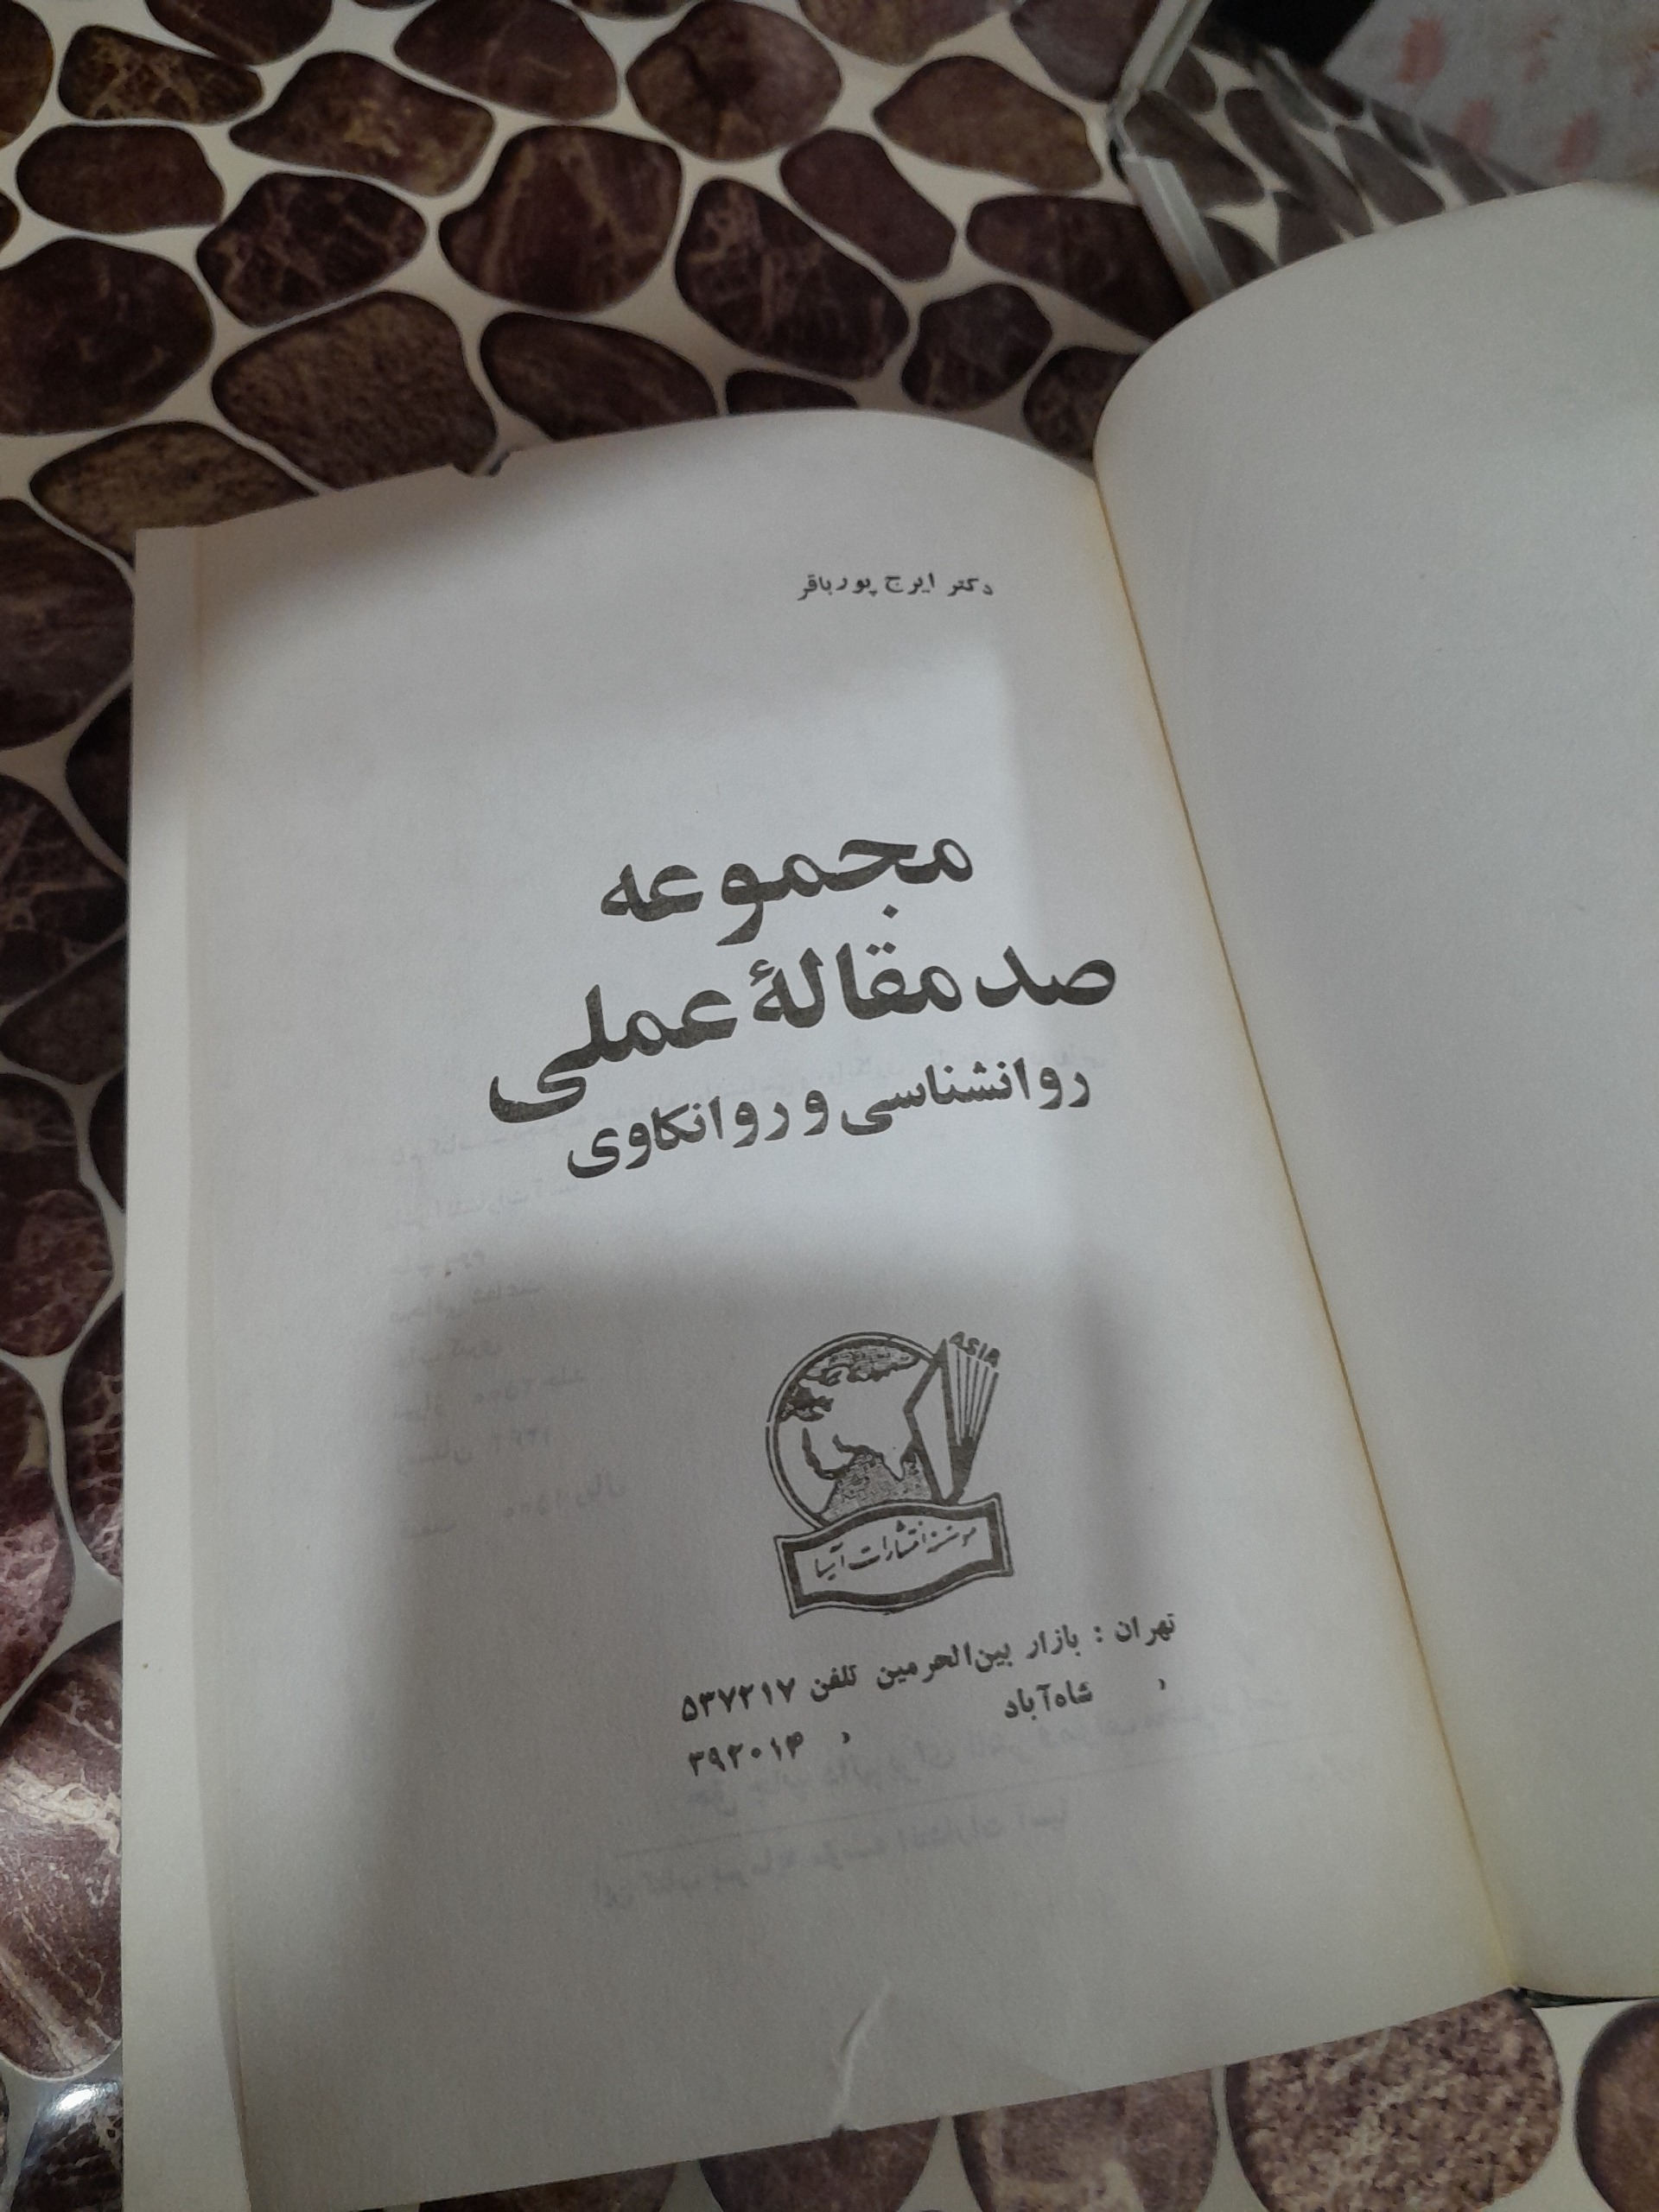 دکتر ایرج پورباقر
مجموعه
صد مقالهٔ عملی
روانشناسی و روانکاوی
ASIA
موسسه انتشارات آسیا
تهران : بازار بین‌الحرمین تلفن ۵۳۷۲۱۷
، شاه‌آباد ، ۳۹۲۰۱۴